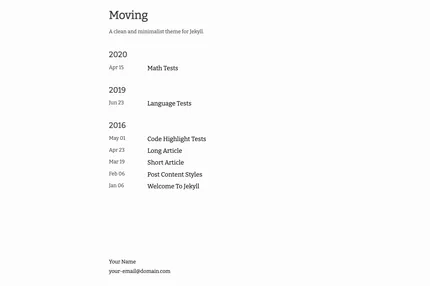 Moving
A clean and minimalist theme for Jekyll.
2020
Apr 15 Math Tests
2019
Jun 23 Language Tests
2016
May 01 Code Highlight Tests
Apr 23 Long Article
Mar 19 Short Article
Feb 06 Post Content Styles
Jan 06 Welcome To Jekyll
Your Name
your-email@domain.com